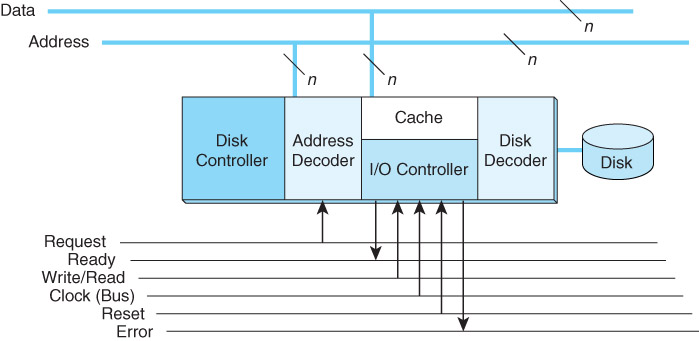 Data
n
Address
n
n
n
Disk
Controller
Address
Decoder
Cache
I/O Controller
Disk
Decoder
Disk
Request
Ready
Write/Read
Clock (Bus)
Reset
Error